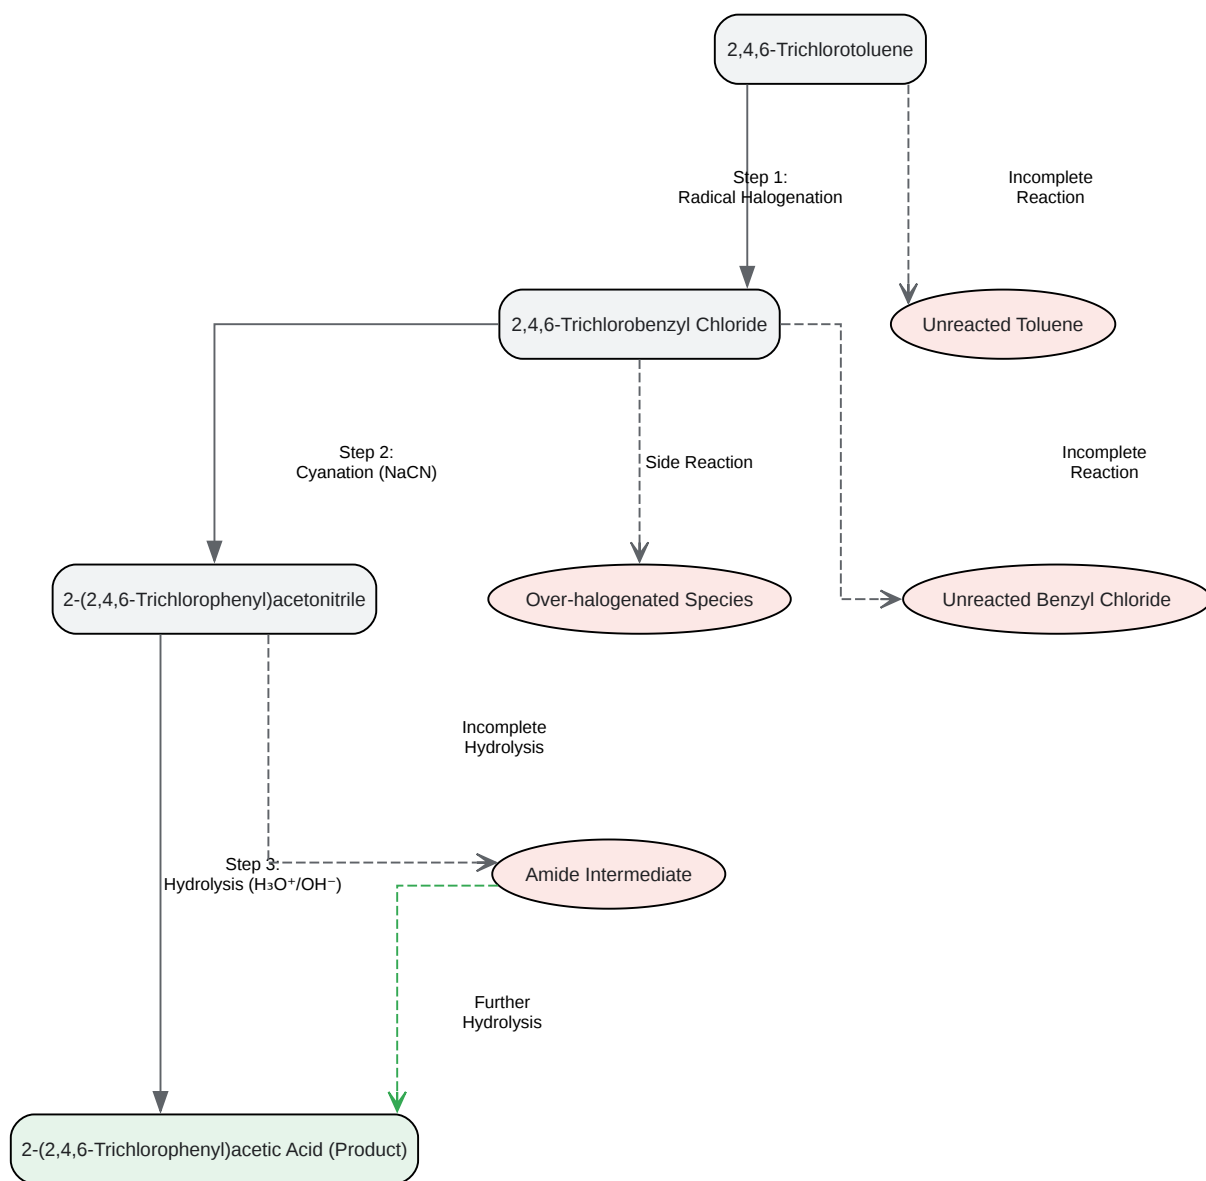 2,4,6-Trichlorotoluene
Step 1:
Radical Halogenation
Incomplete
Reaction
2,4,6-Trichlorobenzyl Chloride
Unreacted Toluene
Step 2:
Cyanation (NaCN)
Side Reaction
Incomplete
Reaction
2-(2,4,6-Trichlorophenyl)acetonitrile
Over-halogenated Species
Unreacted Benzyl Chloride
Incomplete
Hydrolysis
Step 3:
Hydrolysis (H₃O⁺/OH⁻)
Amide Intermediate
Further
Hydrolysis
2-(2,4,6-Trichlorophenyl)acetic Acid (Product)